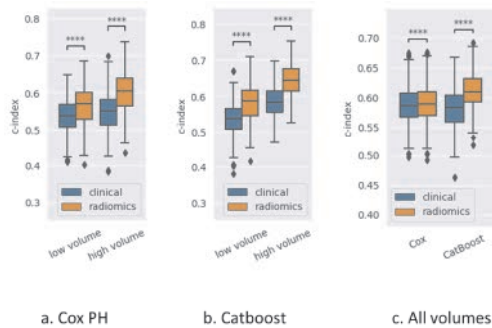 ****
****
0.8
0.7
0.6
0.5
0.4
0.3
c-index
clinical
radiomics
low volume
high volume
a. Cox PH
****
****
0.8
0.7
0.6
0.5
0.4
0.3
c-index
clinical
radiomics
low volume
high volume
b. Catboost
****
****
0.70
0.65
0.60
0.55
0.50
0.45
0.40
c-index
clinical
radiomics
Cox
CatBoost
c. All volumes